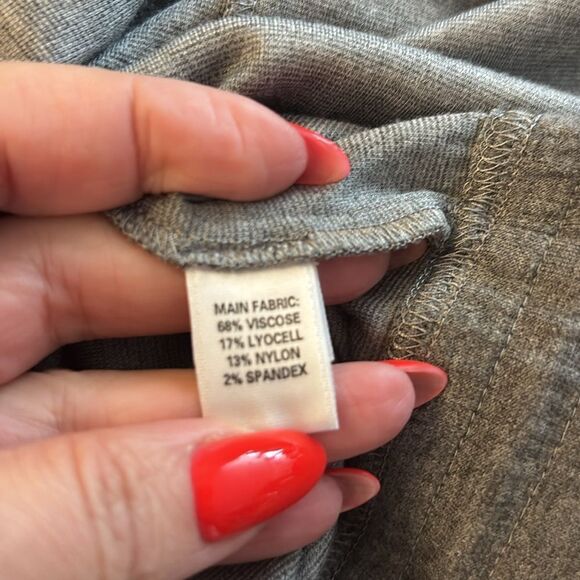 MAIN FABRIC:
68% VISCOSE
17% LYOCELL
13% NYLON
2% SPANDEX